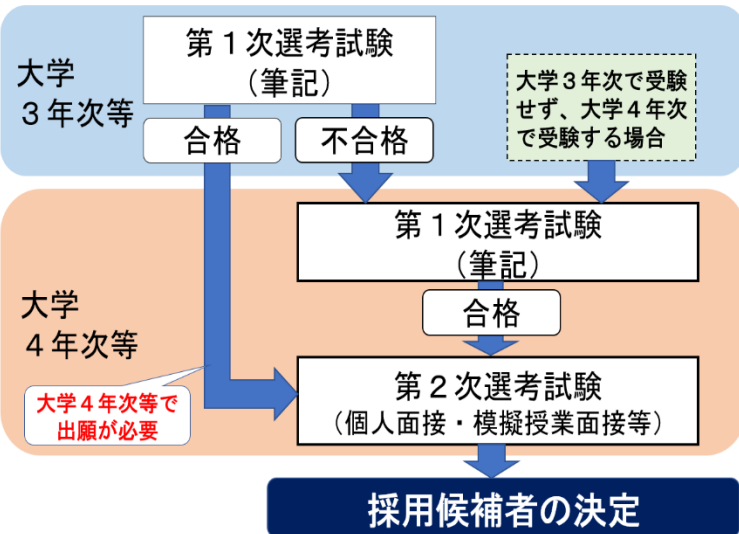 大学
３年次等
第１次選考試験
（筆記）
合格
不合格
大学３年次で受験
せず、大学４年次
で受験する場合
大学
４年次等
第１次選考試験
（筆記）
合格
大学４年次等で
出願が必要
第２次選考試験
（個人面接・模擬授業面接等）
採用候補者の決定